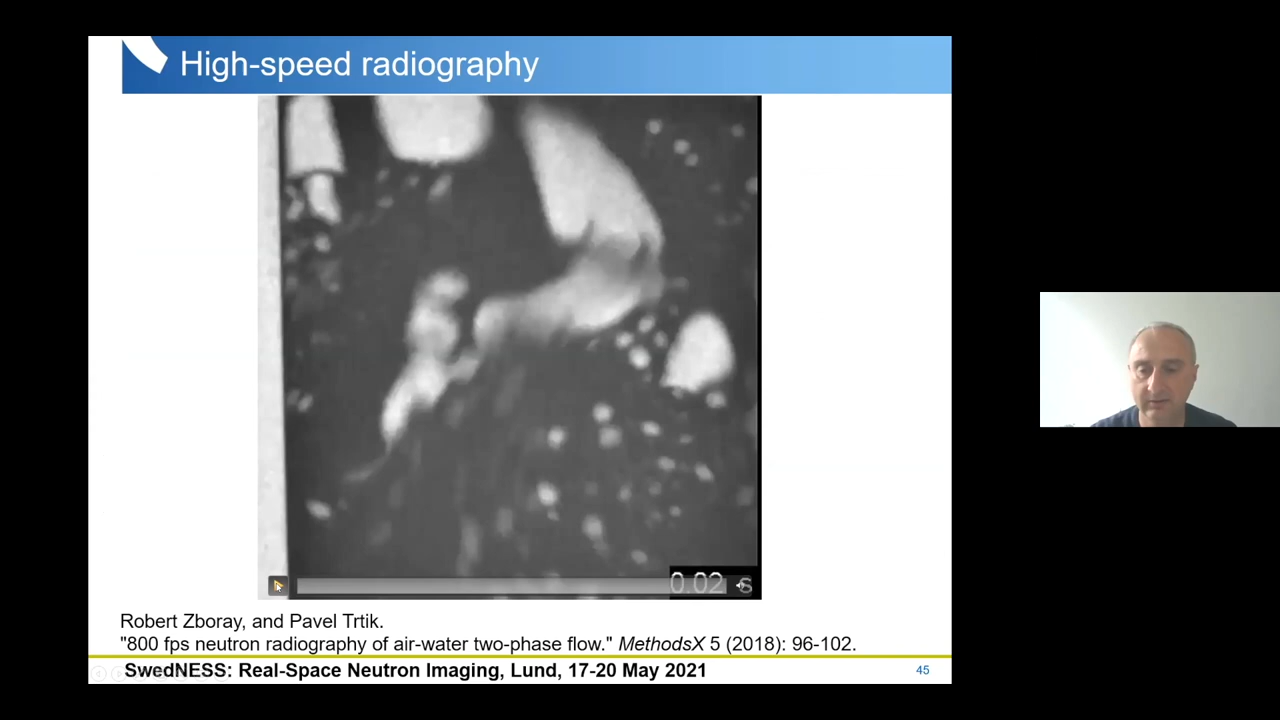 High-speed radiography
0.02 s
Robert Zboray, and Pavel Trtik.
"800 fps neutron radiography of air-water two-phase flow." MethodsX 5 (2018): 96-102.
SwedNESS: Real-Space Neutron Imaging, Lund, 17-20 May 2021
45